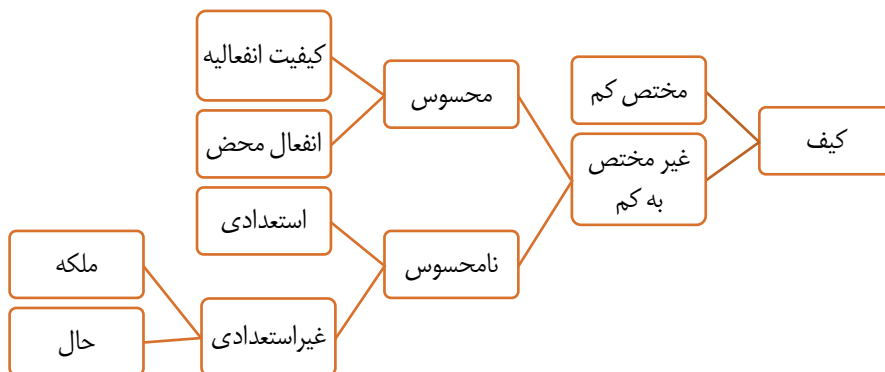 کیف
مختص کم
غیر مختص
به کم
محسوس
نامحسوس
کیفیت انفعالیه
انفعال محض
استعدادی
غیراستعدادی
ملکه
حال